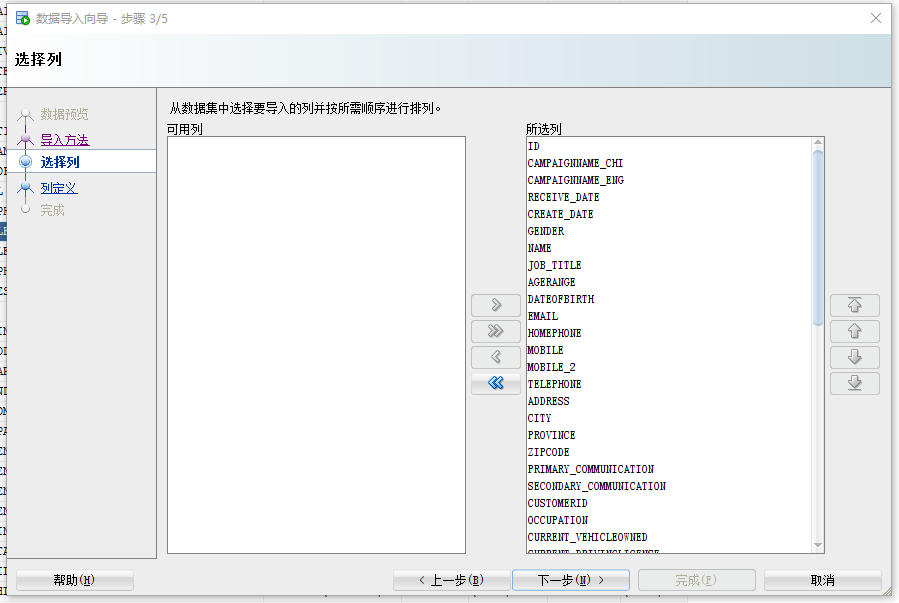 数据导入向导 - 步骤 3/5
选择列
数据预览
导入方法
选择列
列定义
完成
从数据集中选择要导入的列并按所需顺序进行排列。
可用列
所选列
ID
CAMPAIGNNAME_CHI
CAMPAIGNNAME_ENG
RECEIVE_DATE
CREATE_DATE
GENDER
NAME
JOB_TITLE
AGERANGE
DATEOFBIRTH
EMAIL
HOMEPHONE
MOBILE
MOBILE_2
TELEPHONE
ADDRESS
CITY
PROVINCE
ZIPCODE
PRIMARY_COMMUNICATION
SECONDARY_COMMUNICATION
CUSTOMERID
OCCUPATION
CURRENT_VEHICLEOWNED
CURRENT_DRIVINGLICENSE
帮助(H)
< 上一步(B)
下一步(N) >
完成(F)
取消